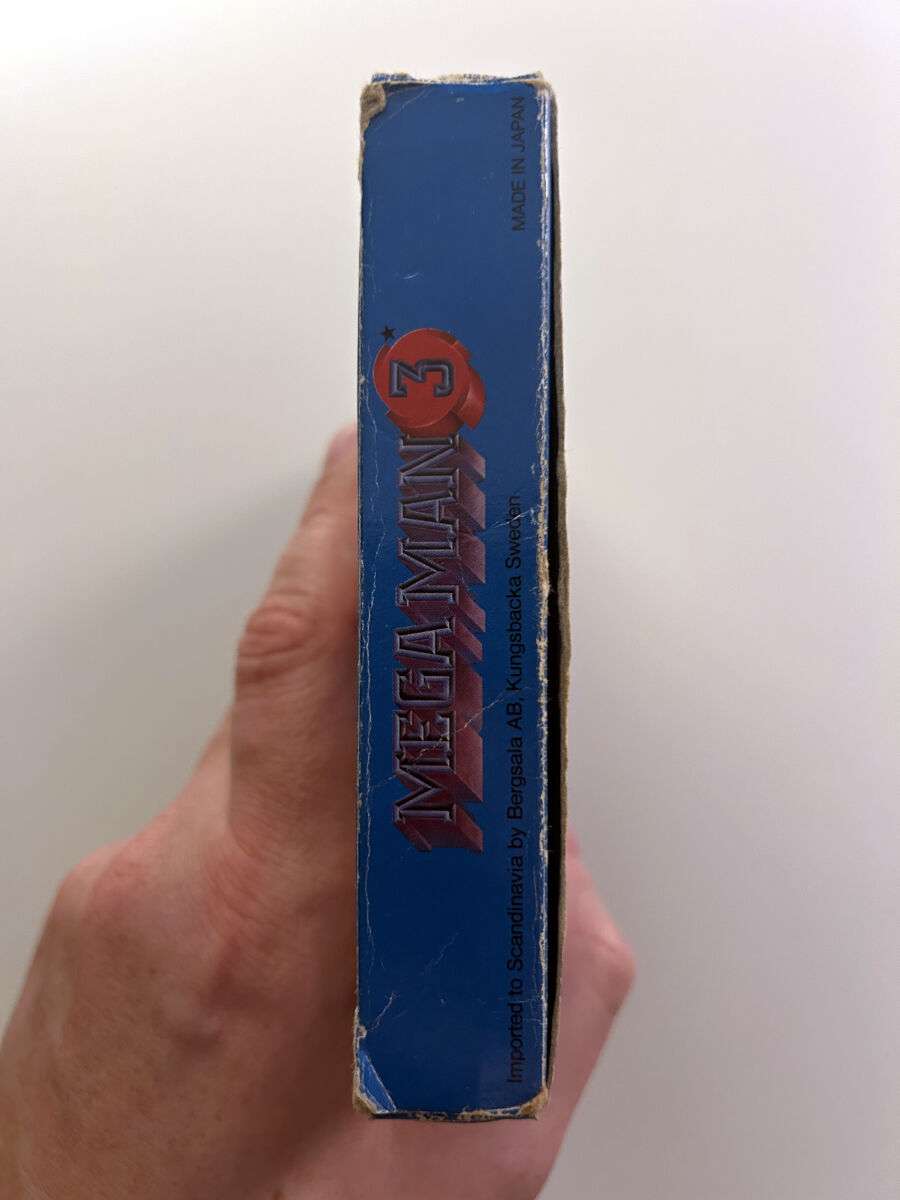 MEGA MAN 3
Imported to Scandinavia by Bergsala AB, Kungsbacka Sweden.
MADE IN JAPAN